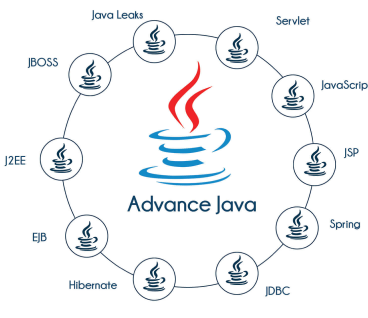 Java Leaks
Servlet
JBOSS
JavaScrip
J2EE
JSP
Advance Java
EJB
Spring
Hibernate
JDBC